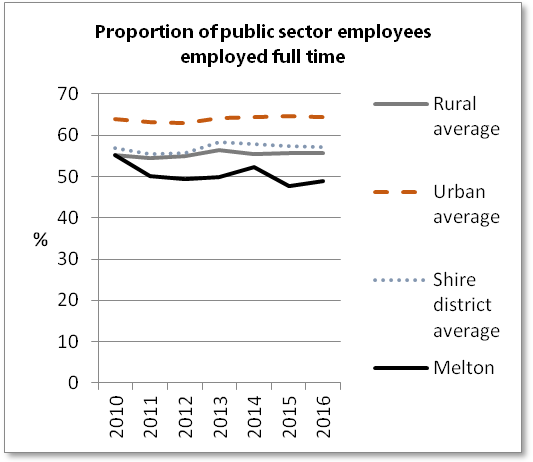 Proportion of public sector employees
employed full time
70
60
50
40
30
20
10
0
%
2010
2011
2012
2013
2014
2015
2016
Rural
average
Urban
average
Shire
district
average
Melton